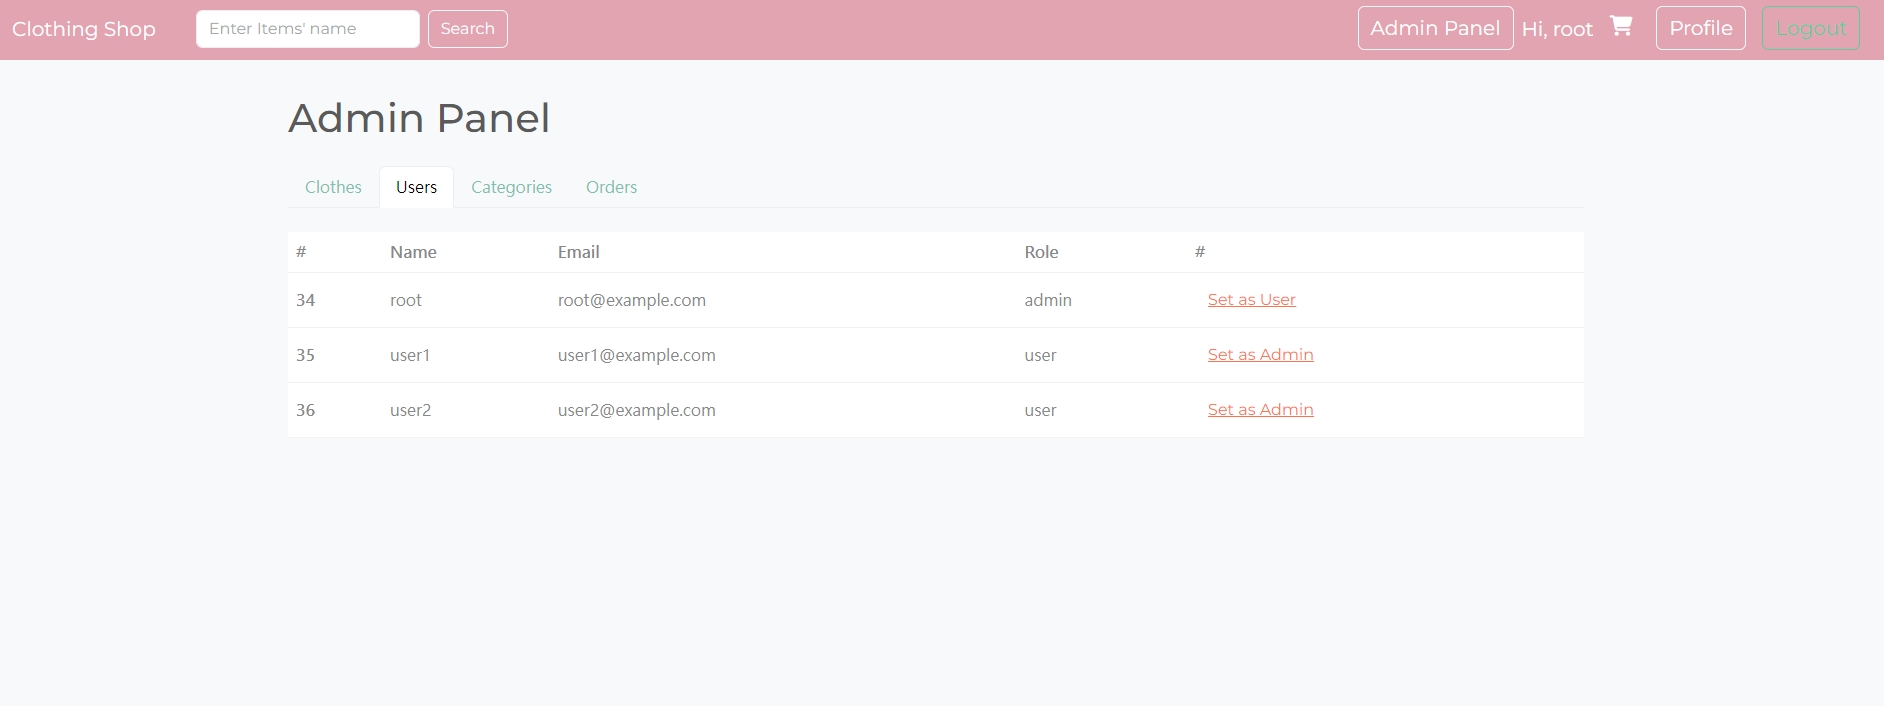 Clothing Shop Enter Items' name Search Admin Panel Hi, root Profile Logout
Admin Panel
Clothes Users Categories Orders
# Name Email Role #
34 root root@example.com admin Set as User
35 user1 user1@example.com user Set as Admin
36 user2 user2@example.com user Set as Admin